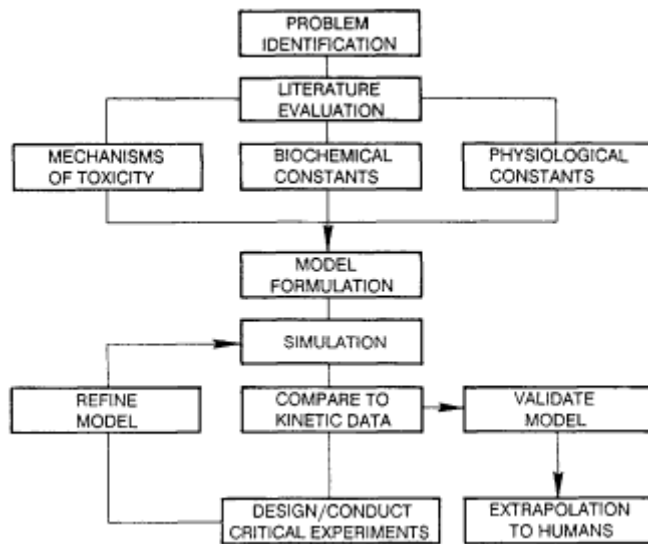 PROBLEM
IDENTIFICATION
LITERATURE
EVALUATION
MECHANISMS
OF TOXICITY
BIOCHEMICAL
CONSTANTS
PHYSIOLOGICAL
CONSTANTS
MODEL
FORMULATION
SIMULATION
REFINE
MODEL
COMPARE TO
KINETIC DATA
VALIDATE
MODEL
DESIGN/CONDUCT
CRITICAL EXPERIMENTS
EXTRAPOLATION
TO HUMANS